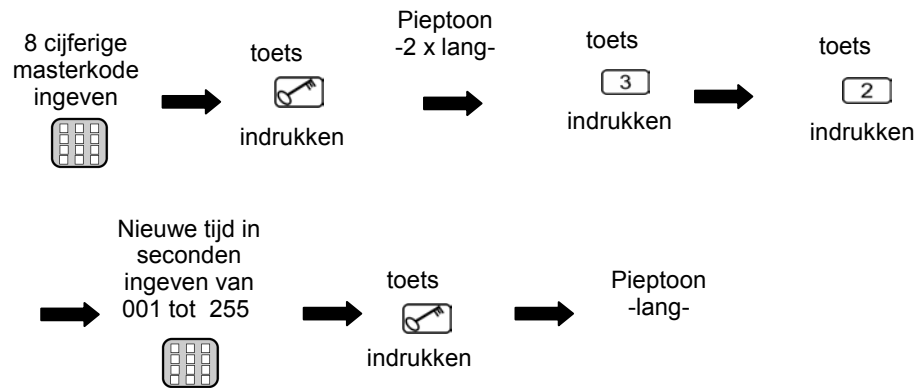 8 cijferige
masterkode
ingeven
toets
indrukken
Pieptoon
-2 x lang-
toets
3
indrukken
toets
2
indrukken
Nieuwe tijd in
seconden
ingeven van
001 tot 255
toets
indrukken
Pieptoon
-lang-